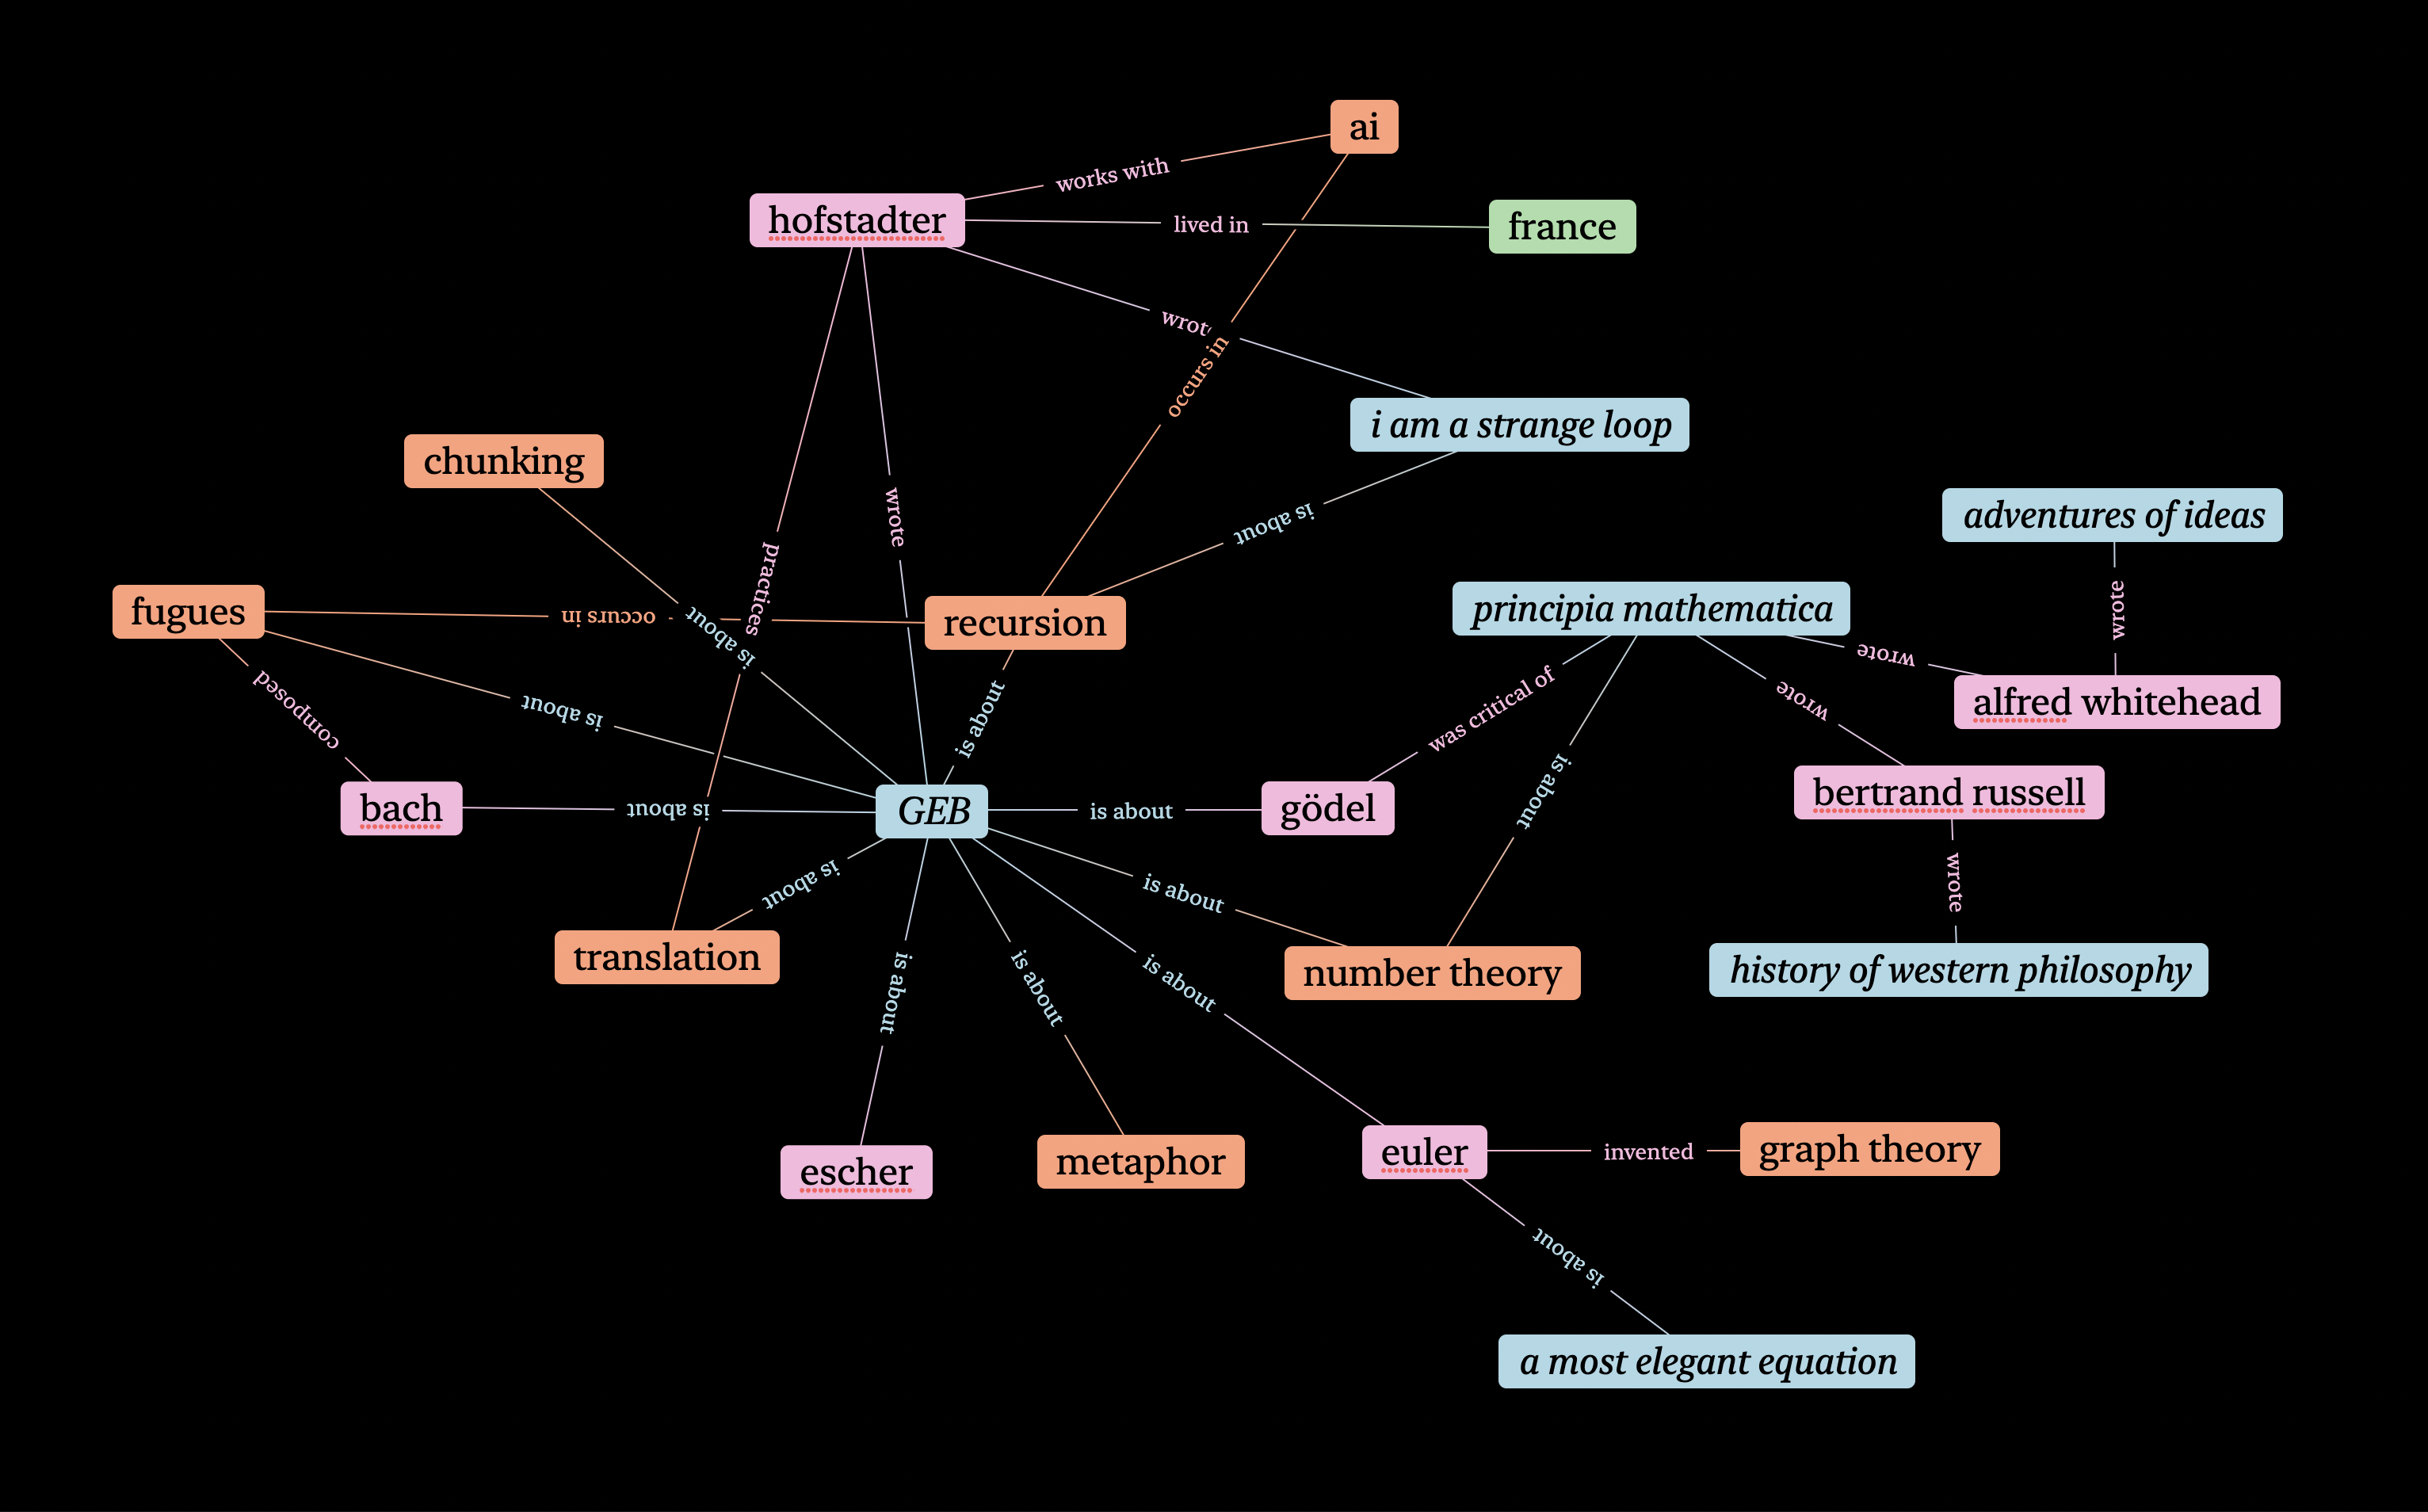 ai
works with
hofstadter
lived in
france
wrote
occurs in
i am a strange loop
chunking
wrote
is about
adventures of ideas
practices
fugues
occurs in
is about
recursion
principia mathematica
wrote
wrote
composed
is about
is about
was critical of
wrote
alfred whitehead
bach
is about
GEB
is about
gödel
is about
bertrand russell
is about
is about
wrote
translation
is about
is about
is about
number theory
history of western philosophy
escher
metaphor
euler
invented
graph theory
is about
a most elegant equation